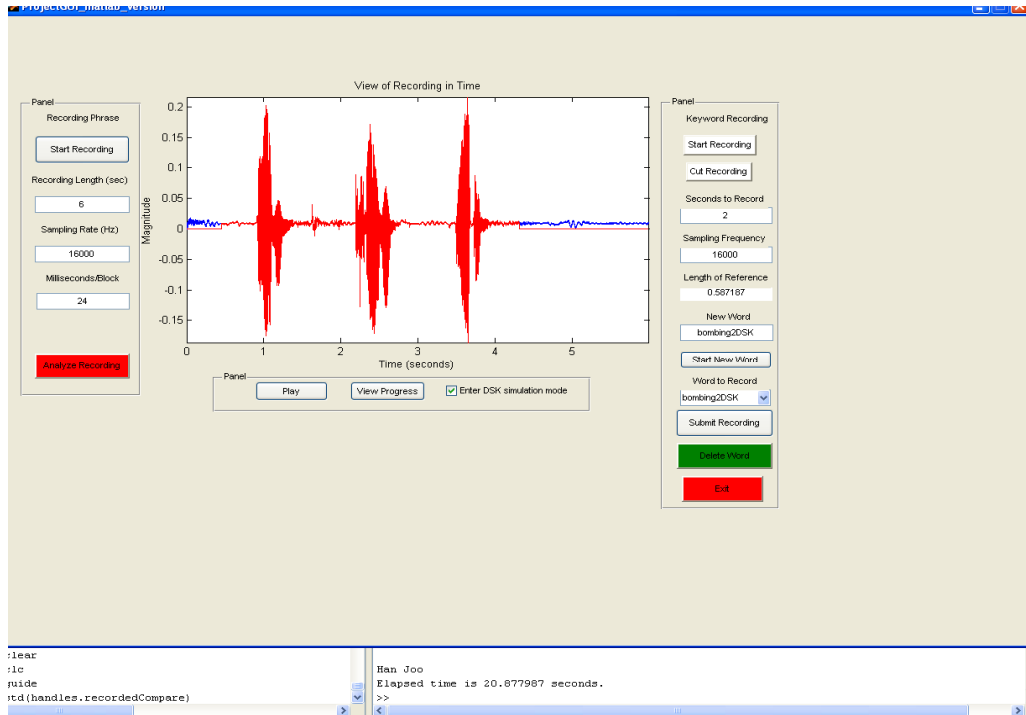 ProjectGUI_matlab_version
Panel
Recording Phrase
Start Recording
Recording Length (sec)
6
Sampling Rate (Hz)
16000
Milliseconds/Block
24
Analyze Recording
View of Recording in Time
Magnitude
0.2
0.15
0.1
0.05
0
-0.05
-0.1
-0.15
0 1 2 3 4 5
Time (seconds)
Panel
Play
View Progress
Enter DSK simulation mode
Panel
Keyword Recording
Start Recording
Cut Recording
Seconds to Record
2
Sampling Frequency
16000
Length of Reference
0.587187
New Word
bombing2DSK
Start New Word
Word to Record
bombing2DSK
Submit Recording
Delete Word
Exit
clear
clc
guide
std(handles.recordedCompare)
Han Joo
Elapsed time is 20.877987 seconds.
>>